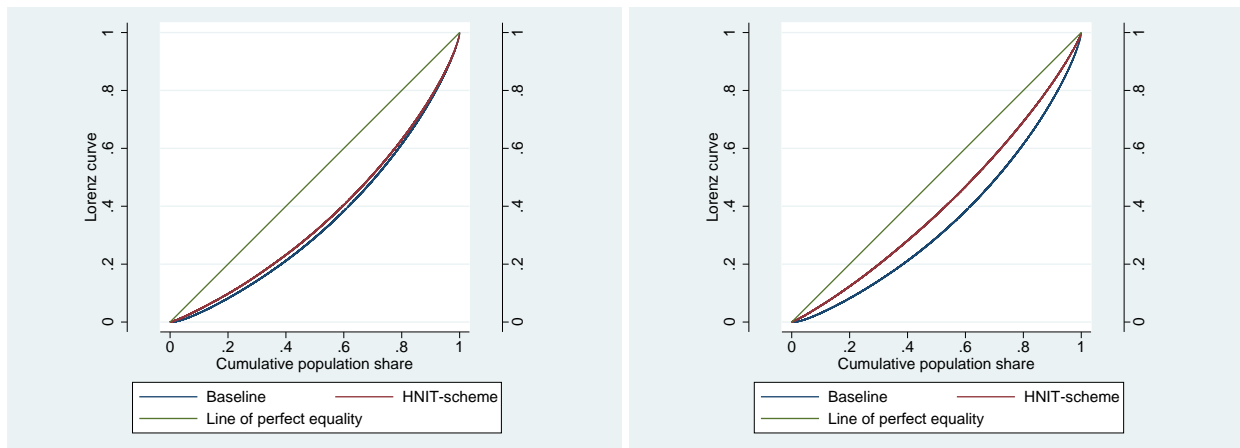 Lorenz curve
1
.8
.6
.4
.2
0
1
.8
.6
.4
.2
0
0 .2 .4 .6 .8 1
Cumulative population share
Baseline HNIT-scheme
Line of perfect equality
Lorenz curve
1
.8
.6
.4
.2
0
1
.8
.6
.4
.2
0
0 .2 .4 .6 .8 1
Cumulative population share
Baseline HNIT-scheme
Line of perfect equality